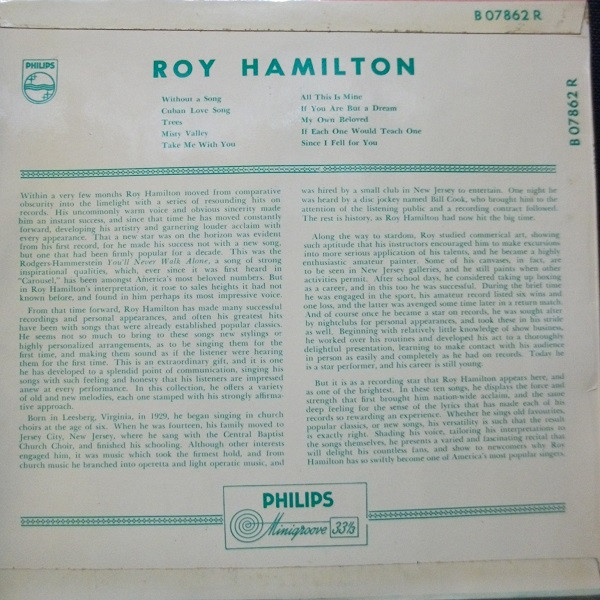 B 07862 R
PHILIPS
ROY HAMILTON
B 07862 R
Without a Song
Cuban Love Song
Trees
Misty Valley
Take Me With You
All This Is Mine
If You Are But a Dream
My Own Beloved
If Each One Would Teach One
Since I Fell for You
Within a very few months Roy Hamilton moved from comparative
obscurity into the limelight with a series of resounding hits on
records. His uncommonly warm voice and obvious sincerity made
him an instant success, and since that time he has moved constantly
forward, developing his artistry and garnering louder acclaim with
every appearance. That a new star was on the horizon was evident
from his first record, for he made his success not with a new song,
but one that had been firmly popular for a decade. This was the
Rodgers-Hammerstein You'll Never Walk Alone, a song of strong
inspirational qualities, which, ever since it was first heard in
"Carousel," has been amongst America's most beloved numbers. But
in Roy Hamilton's interpretation, it rose to sales heights it had not
known before, and found in him perhaps its most impressive voice.
From that time forward, Roy Hamilton has made many successful
recordings and personal appearances, and often his greatest hits
have been with songs that were already established popular classics.
He seems not so much to bring to these new stylings or
highly personalized arrangements, as to be singing them for the
first time, and making them sound as if the listener were hearing
them for the first time. This is an extraordinary gift, and it is one
he has developed to a splendid point of communication, singing his
songs with such feeling and honesty that his listeners are impressed
anew at every performance. In this collection, he offers a variety
of old and new melodies, each one stamped with his strongly affirma-
tive approach.
Born in Leesberg, Virginia, in 1929, he began singing in church
choirs at the age of six. When he was fourteen, his family moved to
Jersey City, New Jersey, where he sang with the Central Baptist
Church Choir, and finished his schooling. Although other interests
engaged him, it was music which took the firmest hold, and from
church music he branched into operetta and light operatic music, and
was hired by a small club in New Jersey to entertain. One night he
was heard by a disc jockey named Bill Cook, who brought him to the
attention of the listening public and a recording contract followed.
The rest is history, as Roy Hamilton had now hit the big time.
Along the way to stardom, Roy studied commercial art, showing
such aptitude that his instructors encouraged him to make excursions
into more serious application of his talents, and he became a highly
enthusiastic amateur painter. Some of his canvases, in fact, are
to be seen in New Jersey galleries, and he still paints when other
activities permit. After school days, he considered taking up boxing
as a career, and in this too he was successful. During the brief time
he was engaged in the sport, his amateur record listed six wins and
one loss, and the latter was avenged some time later in a return match.
And of course once he became a star on records, he was sought after
by nightclubs for personal appearances, and took these in his stride
as well. Beginning with relatively little knowledge of show business,
he worked over his routines and developed his act to a thoroughly
delightful presentation, learning to make contact with his audience
in person as easily and completely as he had on records. Today he
is a star performer, and his career is still young.
But it is as a recording star that Roy Hamilton appears here, and
as one of the brightest. In these ten songs, he displays the force and
strength that first brought him nation-wide acclaim, and the same
deep feeling for the sense of the lyrics that has made each of his
records so rewarding an experience. Whether he sings old favourites,
popular classics, or new songs, his versatility is such that the result
is exactly right. Shading his voice, tailoring his interpretations to
the songs themselves, he presents a varied and fascinating recital that
will delight his countless fans, and show to newcomers why Roy
Hamilton has so swiftly become one of America's most popular singers.
PHILIPS
Minigroove 33⅓